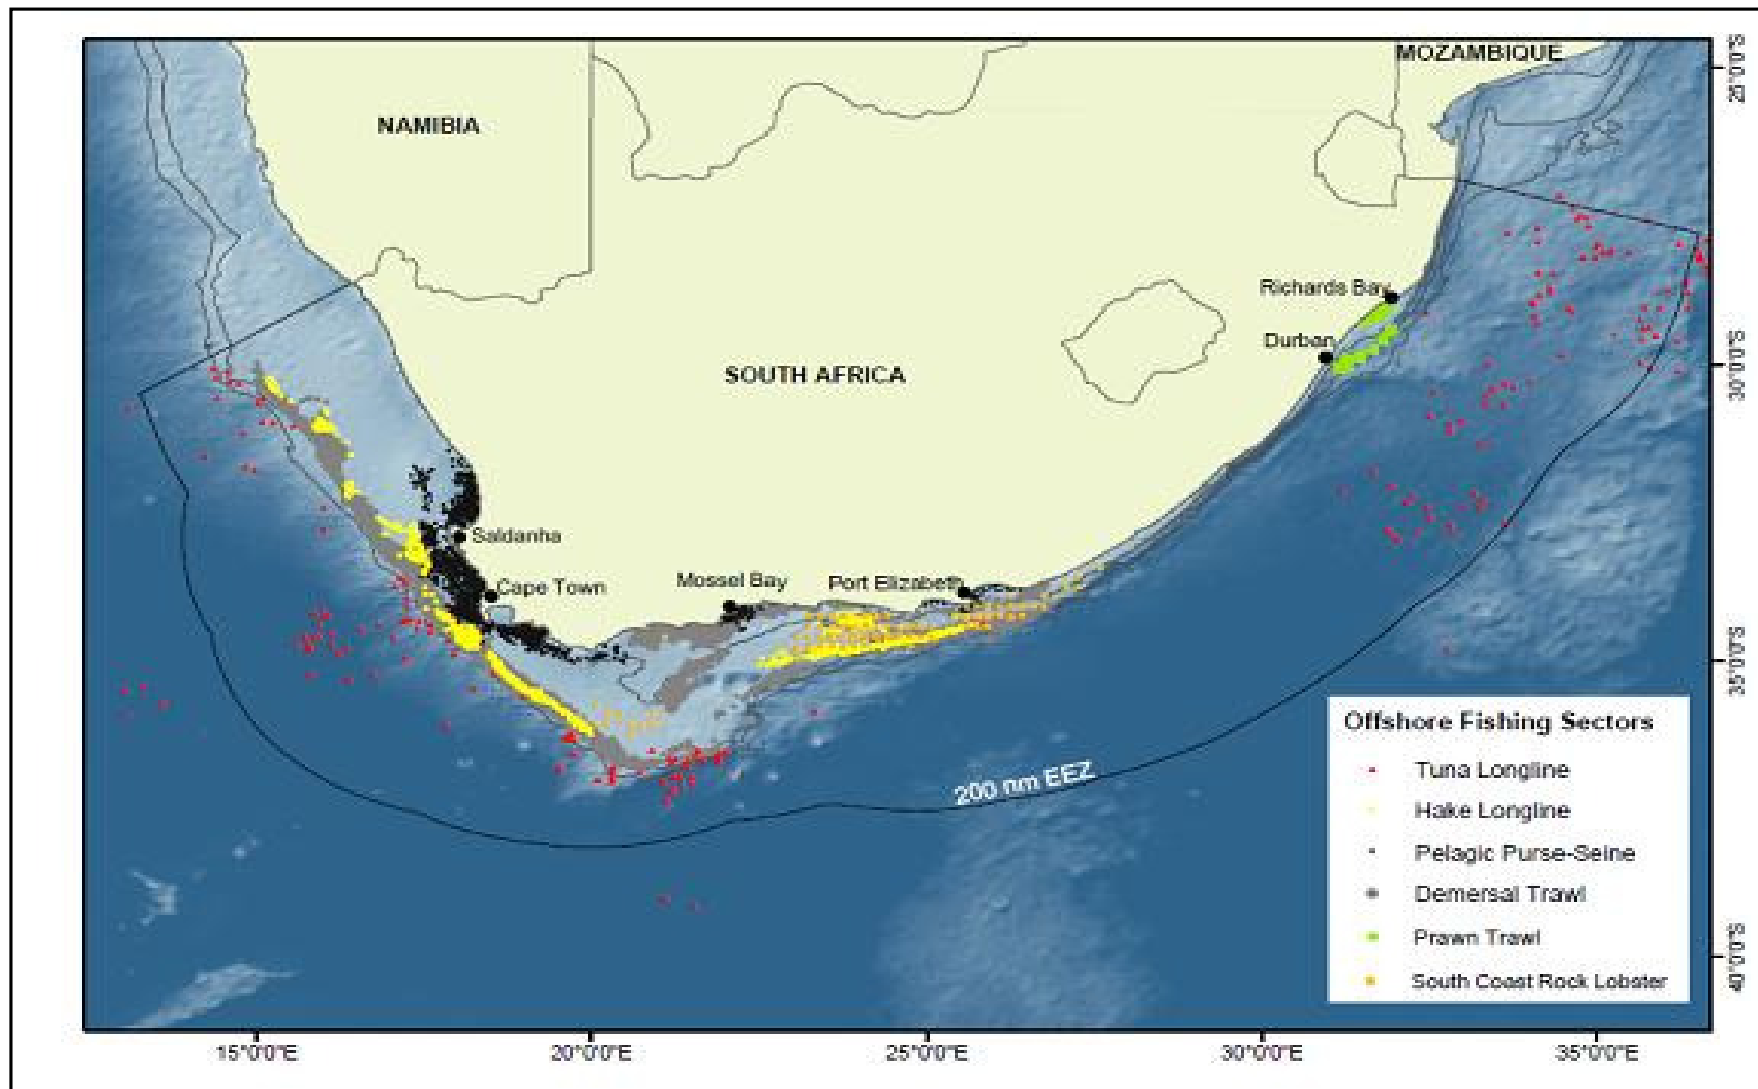 MOZAMBIQUE
25°0'0"S
NAMIBIA
Richards Bay
Durban
30°0'0"S
SOUTH AFRICA
Saldanha
Cape Town
Mossel Bay
Port Elizabeth
35°0'0"S
200 nm EEZ
Offshore Fishing Sectors
Tuna Longline
Hake Longline
Pelagic Purse-Seine
Demersal Trawl
Prawn Trawl
South Coast Rock Lobster
40°0'0"S
15°0'0"E
20°0'0"E
25°0'0"E
30°0'0"E
35°0'0"E